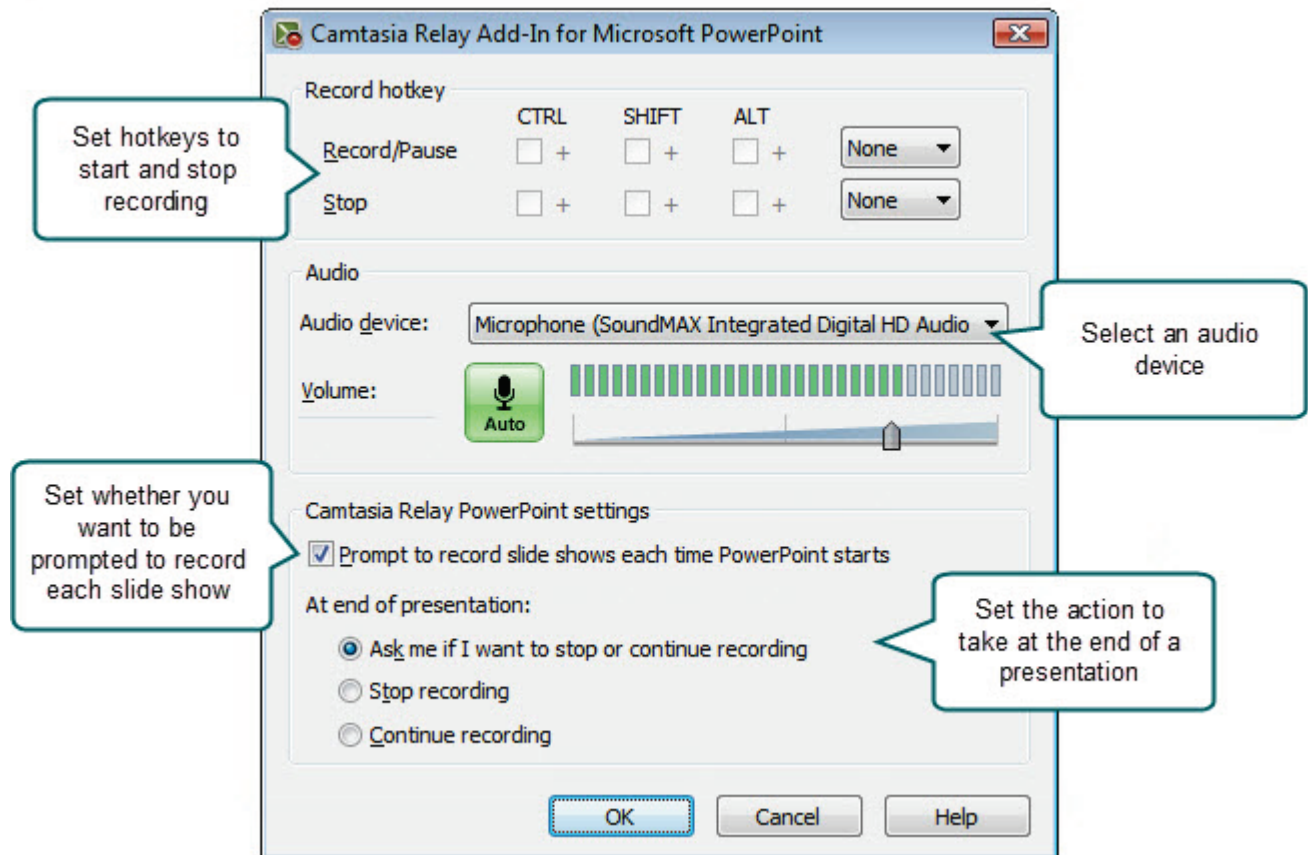 Camtasia Relay Add-In for Microsoft PowerPoint
Record hotkey
CTRL SHIFT ALT
Record/Pause + + + None
Stop + + + None
Set hotkeys to
start and stop
recording
Audio
Audio device: Microphone (SoundMAX Integrated Digital HD Audio
Volume:
Auto
Select an audio
device
Camtasia Relay PowerPoint settings
Prompt to record slide shows each time PowerPoint starts
Set whether you
want to be
prompted to record
each slide show
At end of presentation:
Ask me if I want to stop or continue recording
Stop recording
Continue recording
Set the action to
take at the end of a
presentation
OK Cancel Help